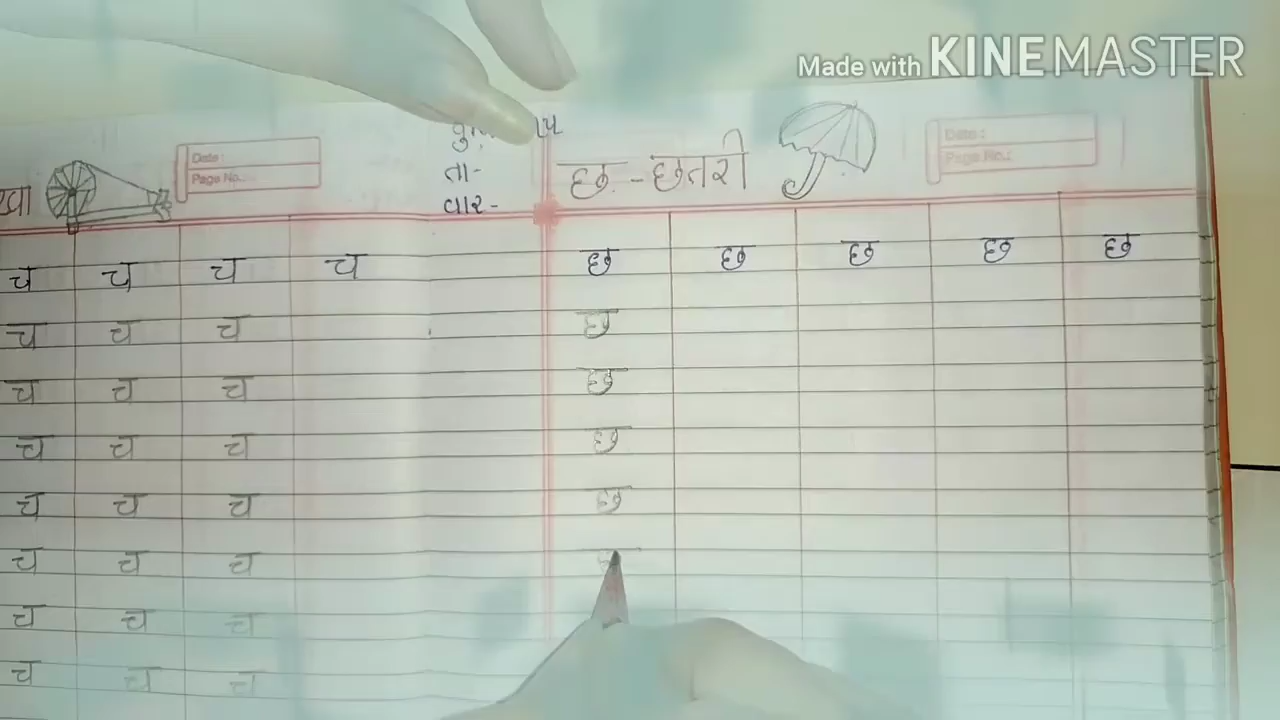 Made with KINEMASTER
Date:
Page No.:
તા-
વાર-
छ - छतरी
Date:
Page No.:
च च च च
च च च
च च च
च च च
च च च
च च च
च च च
च च च
छ छ छ छ छ
छ
छ
छ
छ